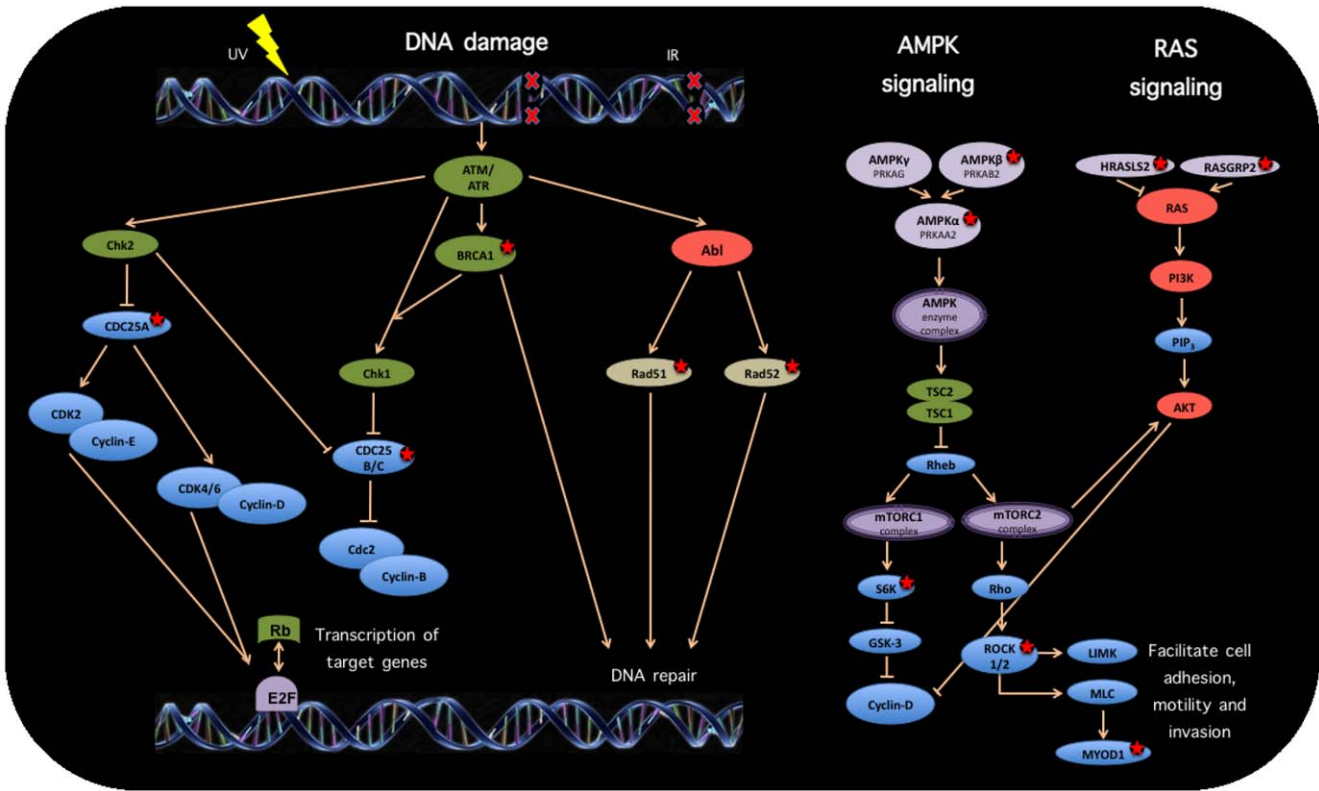 UV
DNA damage
IR
AMPK
signaling
RAS
signaling
ATM/
ATR
Chk2
BRCA1
Abl
CDC25A
Chk1
Rad51
Rad52
CDK2
Cyclin-E
CDC25
B/C
CDK4/6
Cyclin-D
Cdc2
Cyclin-B
Rb
Transcription of
target genes
E2F
DNA repair
AMPKγ
PRKAG
AMPKβ
PRKAB2
AMPKα
PRKAA2
AMPK
enzyme
complex
TSC2
TSC1
Rheb
mTORC1
complex
mTORC2
complex
S6K
Rho
GSK-3
ROCK
1/2
Cyclin-D
LIMK
MLC
MYOD1
Facilitate cell
adhesion,
motility and
invasion
HRASLS2
RASGRP2
RAS
PI3K
PIP₃
AKT